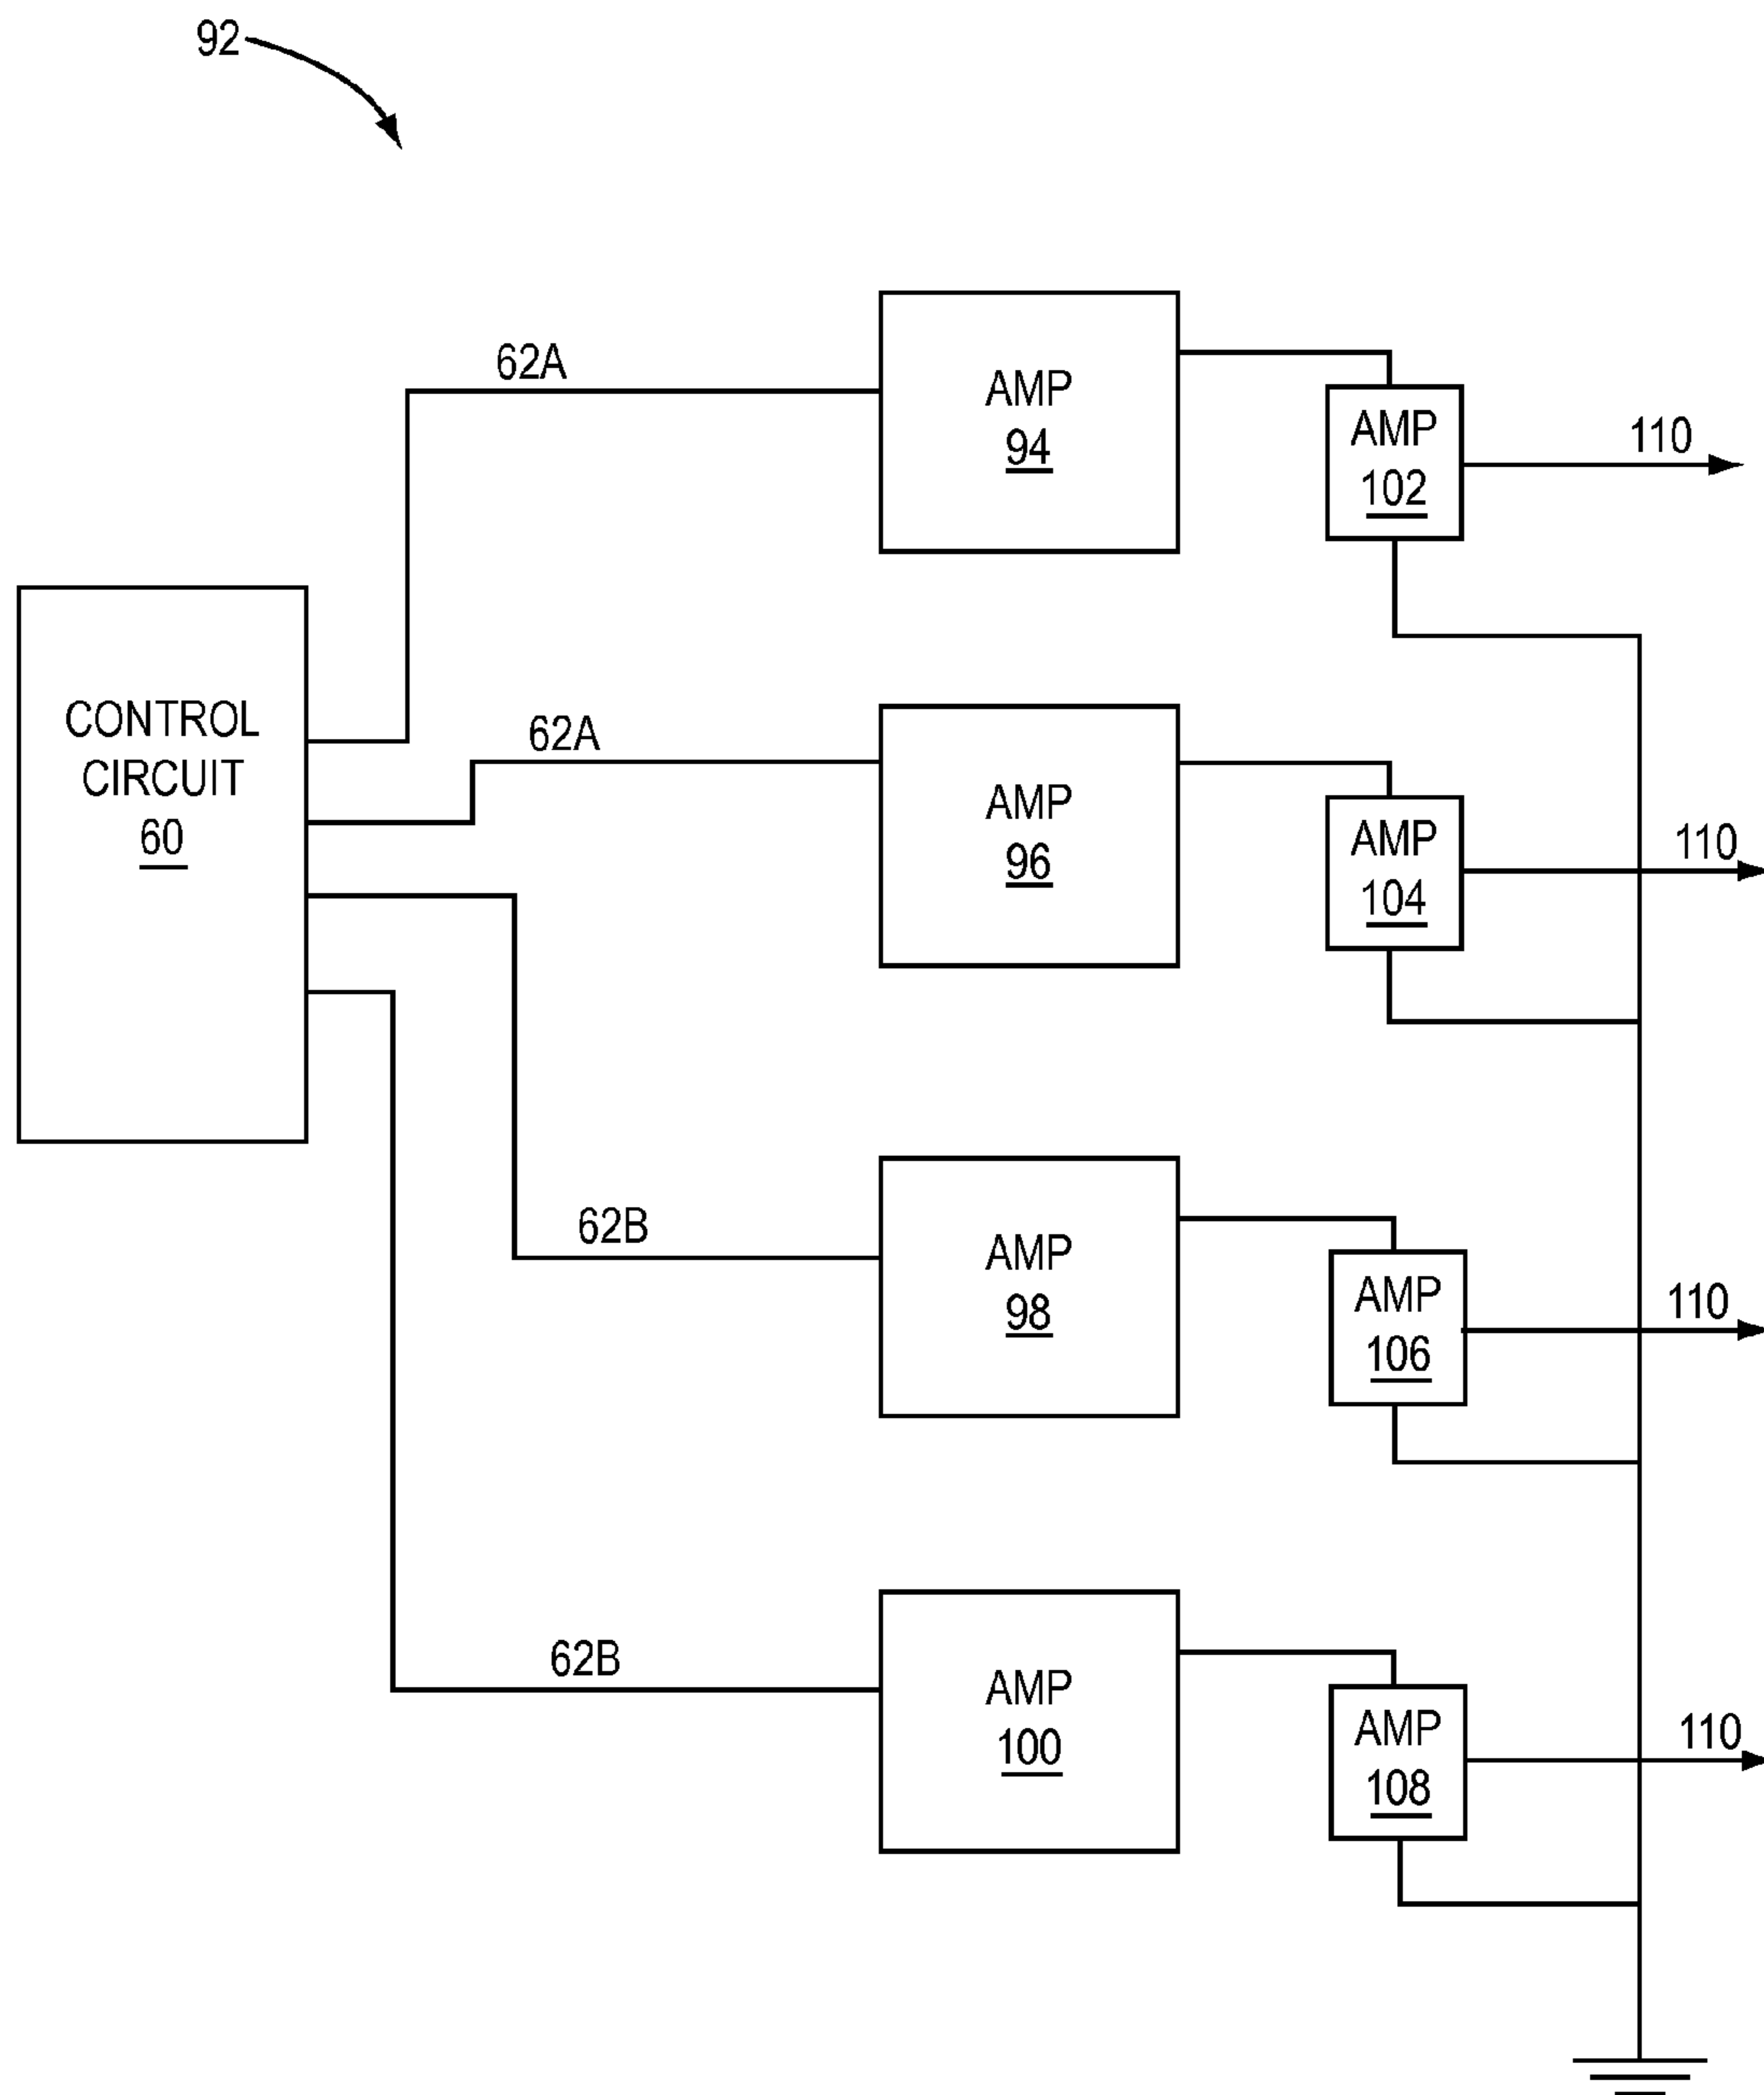 92
62A
AMP
94
AMP
102
110
CONTROL
CIRCUIT
60
62A
AMP
96
AMP
104
110
62B
AMP
98
AMP
106
110
62B
AMP
100
AMP
108
110